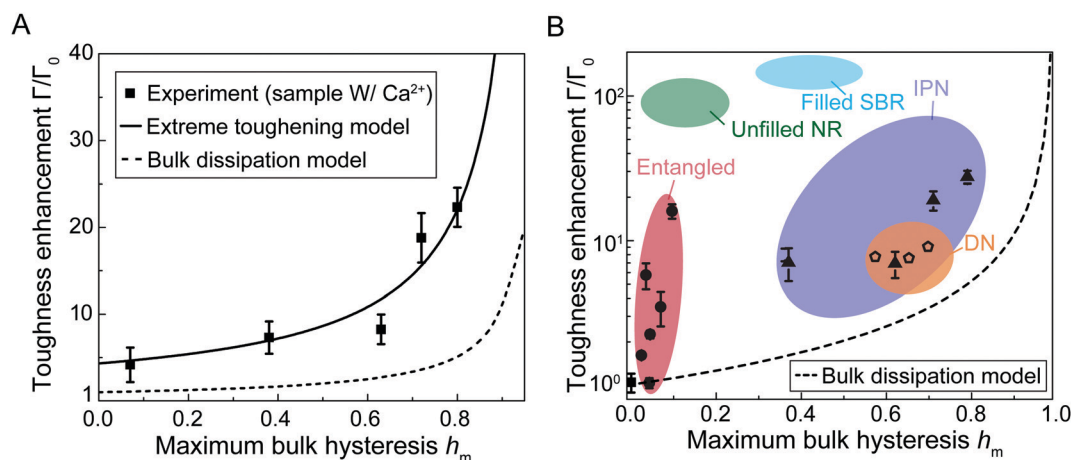 A
Toughness enhancement Γ/Γ₀
40
30
20
10
1
Experiment (sample W/ Ca²⁺)
Extreme toughening model
Bulk dissipation model
0.0 0.2 0.4 0.6 0.8
Maximum bulk hysteresis hₘ
B
Toughness enhancement Γ/Γ₀
10²
10¹
10⁰
Filled SBR
IPN
Unfilled NR
Entangled
DN
Bulk dissipation model
0.2 0.4 0.6 0.8 1.0
Maximum bulk hysteresis hₘ